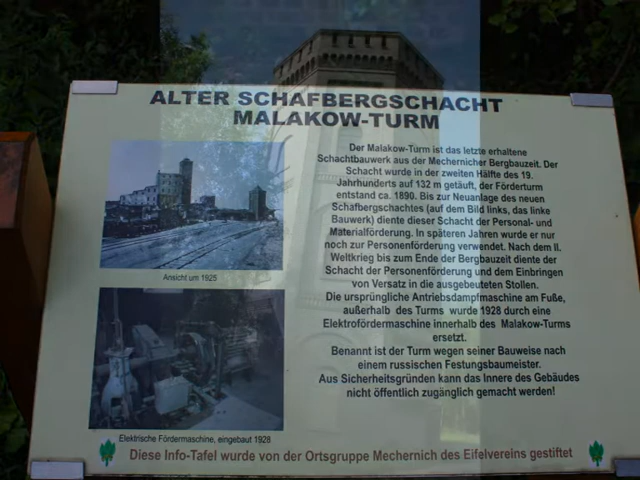 ALTER SCHAFBERGSCHACHT
MALAKOW-TURM
Der Malakow-Turm ist das letzte erhaltene
Schachtbauwerk aus der Mechernicher Bergbauzeit. Der
Schacht wurde in der zweiten Hälfte des 19.
Jahrhunderts auf 132 m getäuft, der Förderturm
entstand ca. 1890. Bis zur Neuanlage des neuen
Schafbergschachtes (auf dem Bild links, das linke
Bauwerk) diente dieser Schacht der Personal- und
Materialförderung. In späteren Jahren wurde er nur
noch zur Personenförderung verwendet. Nach dem II.
Weltkrieg bis zum Ende der Bergbauzeit diente der
Schacht der Personenförderung und dem Einbringen
von Versatz in die ausgebeuteten Stollen.
Die ursprüngliche Antriebsdampfmaschine am Fuße,
außerhalb des Turms wurde 1928 durch eine
Elektrofördermaschine innerhalb des Malakow-Turms
ersetzt.
Benannt ist der Turm wegen seiner Bauweise nach
einem russischen Festungsbaumeister.
Aus Sicherheitsgründen kann das Innere des Gebäudes
nicht öffentlich zugänglich gemacht werden!
Ansicht um 1925
Elektrische Fördermaschine, eingebaut 1928
Diese Info-Tafel wurde von der Ortsgruppe Mechernich des Eifelvereins gestiftet